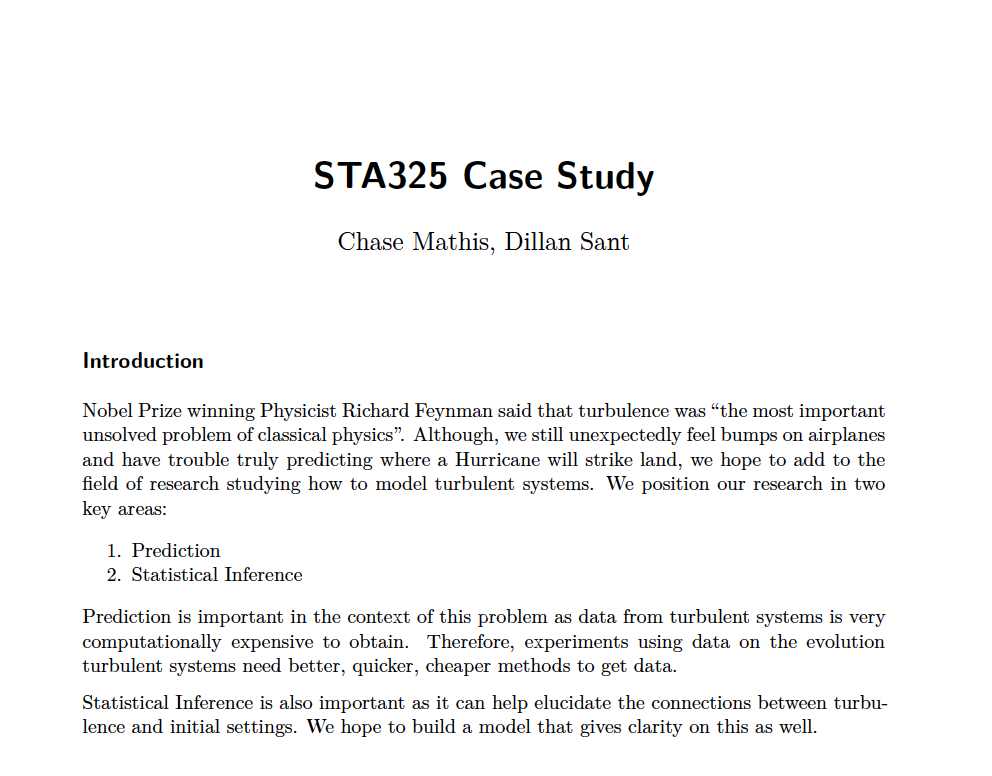 STA325 Case Study
Chase Mathis, Dillan Sant
Introduction
Nobel Prize winning Physicist Richard Feynman said that turbulence was “the most important
unsolved problem of classical physics”. Although, we still unexpectedly feel bumps on airplanes
and have trouble truly predicting where a Hurricane will strike land, we hope to add to the
field of research studying how to model turbulent systems. We position our research in two
key areas:
1. Prediction
2. Statistical Inference
Prediction is important in the context of this problem as data from turbulent systems is very
computationally expensive to obtain. Therefore, experiments using data on the evolution
turbulent systems need better, quicker, cheaper methods to get data.
Statistical Inference is also important as it can help elucidate the connections between turbu-
lence and initial settings. We hope to build a model that gives clarity on this as well.